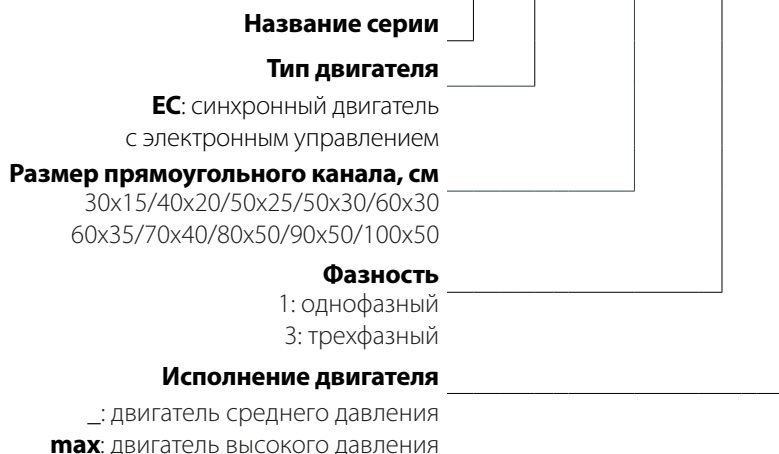 Название серии
Тип двигателя
EC: синхронный двигатель
с электронным управлением
Размер прямоугольного канала, см
30x15/40x20/50x25/50x30/60x30
60x35/70x40/80x50/90x50/100x50
Фазность
1: однофазный
3: трехфазный
Исполнение двигателя
_: двигатель среднего давления
max: двигатель высокого давления